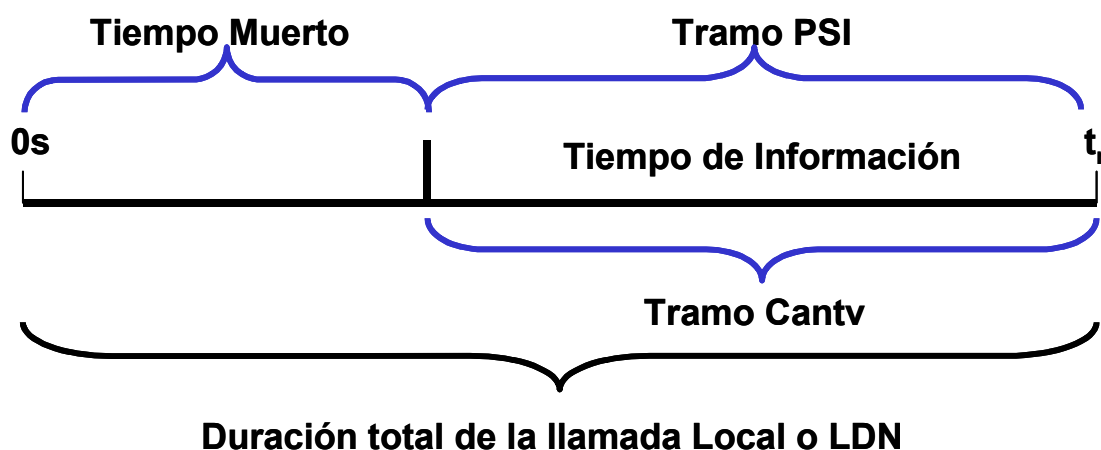 Tiempo Muerto
Tramo PSI
0s
Tiempo de Información
t
Tramo Cantv
Duración total de la llamada Local o LDN